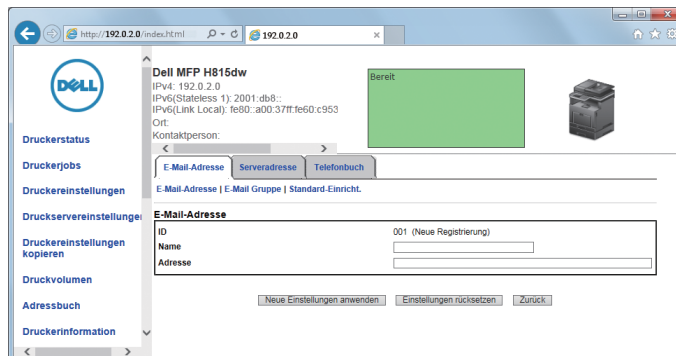 http://192.0.2.0/index.html
192.0.2.0
DELL
Druckerstatus
Druckerjobs
Druckereinstellungen
Druckservereinstellungen
Druckereinstellungen
kopieren
Druckvolumen
Adressbuch
Druckerinformation
Dell MFP H815dw
IPv4: 192.0.2.0
IPv6(Stateless 1): 2001:db8::
IPv6(Link Local): fe80::a00:37ff:fe60:c953
Ort:
Kontaktperson:
Bereit
E-Mail-Adresse Serveradresse Telefonbuch
E-Mail-Adresse | E-Mail Gruppe | Standard-Einricht.
E-Mail-Adresse
ID 001 (Neue Registrierung)
Name
Adresse
Neue Einstellungen anwenden Einstellungen rücksetzen Zurück